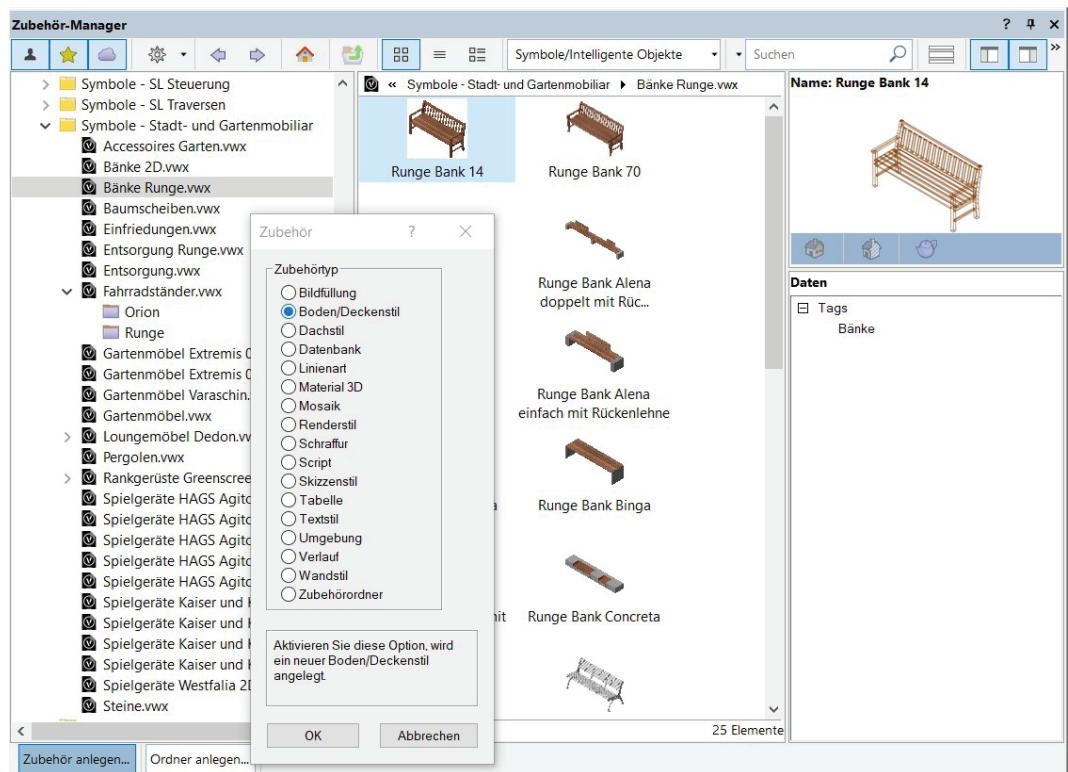 Zubehör-Manager
?
Symbole/Intelligente Objekte
Suchen
»
Symbole - SL Steuerung
Symbole - SL Traversen
Symbole - Stadt- und Gartenmobiliar
Accessoires Garten.vwx
Bänke 2D.vwx
Bänke Runge.vwx
Baumscheiben.vwx
Einfriedungen.vwx
Entsorgung Runge.vwx
Entsorgung.vwx
Fahrradständer.vwx
Orion
Runge
Gartenmöbel Extremis
Gartenmöbel Extremis
Gartenmöbel Varaschin.
Gartenmöbel.vwx
Loungemöbel Dedon.vw
Pergolen.vwx
Rankgerüste Greenscree
Spielgeräte HAGS Agito
Spielgeräte HAGS Agito
Spielgeräte HAGS Agito
Spielgeräte HAGS Agito
Spielgeräte HAGS Agito
Spielgeräte Kaiser und
Spielgeräte Kaiser und
Spielgeräte Kaiser und
Spielgeräte Kaiser und
Spielgeräte Westfalia 2D
Steine.vwx
« Symbole - Stadt- und Gartenmobiliar Bänke Runge.vwx
Runge Bank 14
Runge Bank 70
Runge Bank Alena
doppelt mit Rüc...
Runge Bank Alena
einfach mit Rückenlehne
Runge Bank Binga
Runge Bank Concreta
25 Elemente
Zubehör ?
Zubehörtyp
Bildfüllung
Boden/Deckenstil
Dachstil
Datenbank
Linienart
Material 3D
Mosaik
Renderstil
Schraffur
Script
Skizzenstil
Tabelle
Textstil
Umgebung
Verlauf
Wandstil
Zubehörordner
Aktivieren Sie diese Option, wird
ein neuer Boden/Deckenstil
angelegt.
OK
Abbrechen
Name: Runge Bank 14
Daten
Tags
Bänke
Zubehör anlegen...
Ordner anlegen...